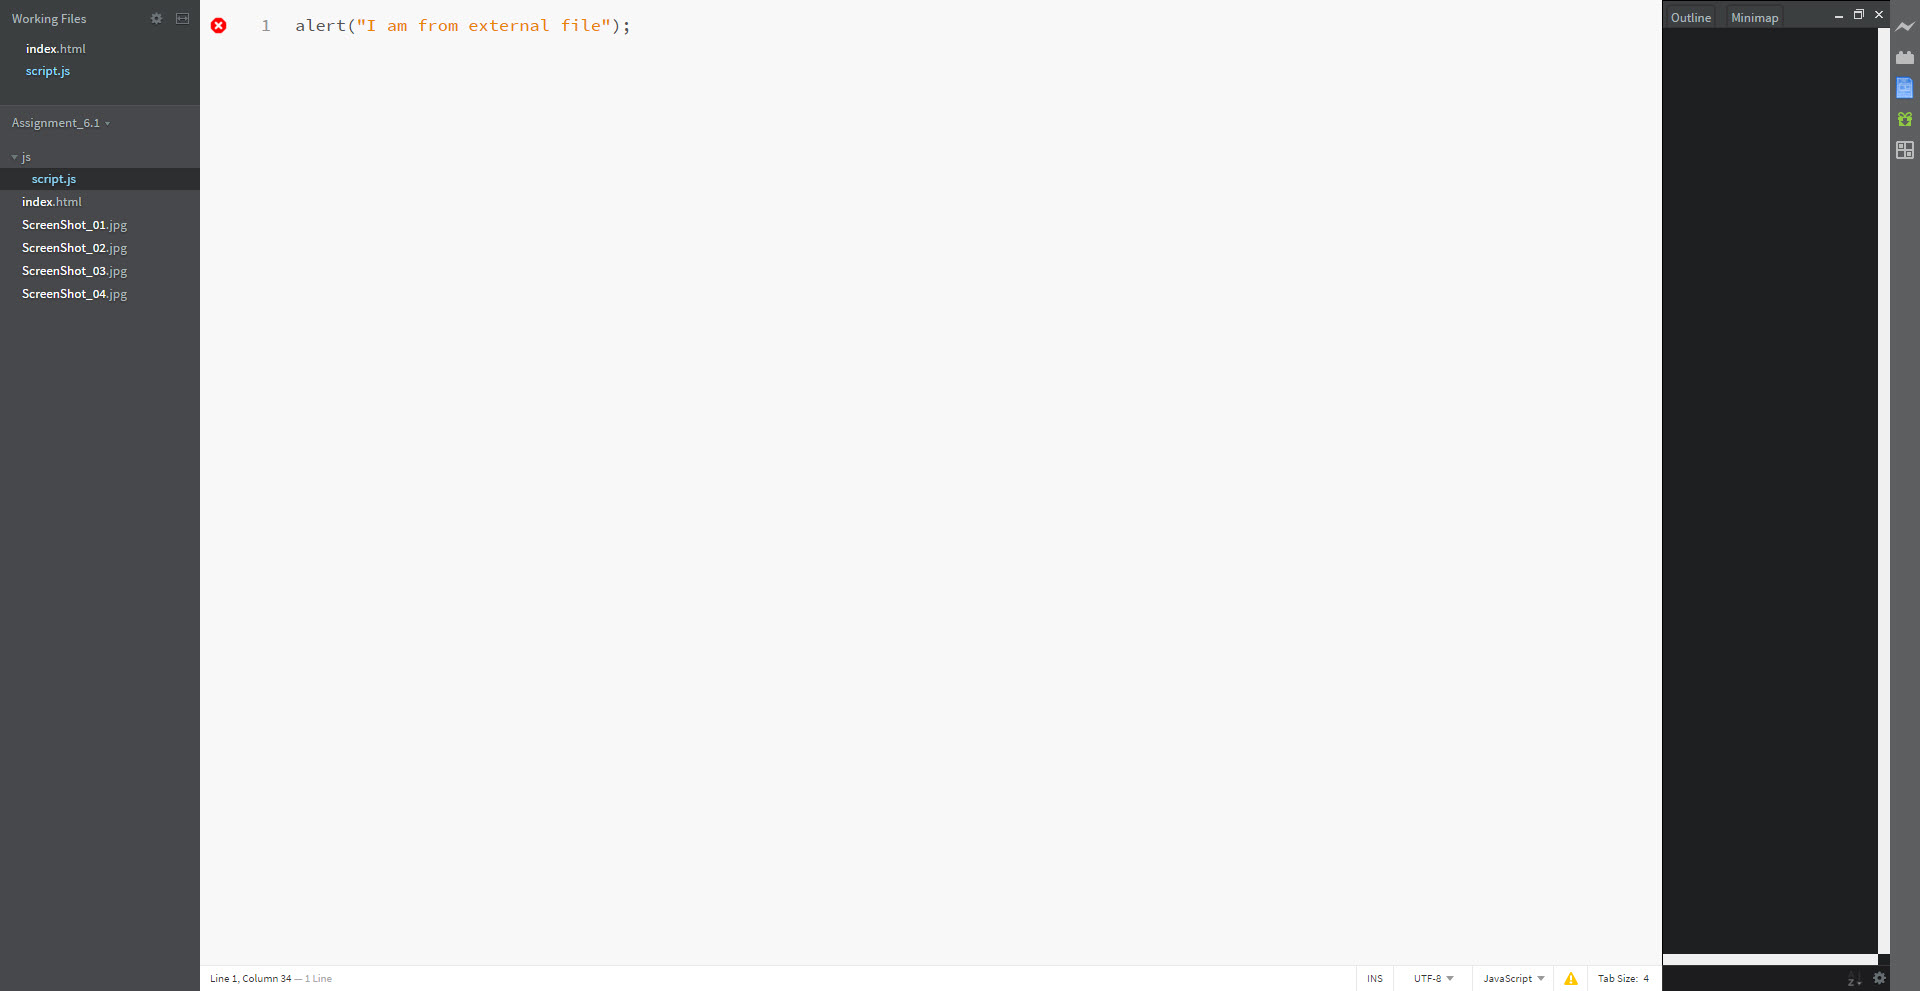 Working Files
index.html
script.js
Assignment_6.1
js
script.js
index.html
ScreenShot_01.jpg
ScreenShot_02.jpg
ScreenShot_03.jpg
ScreenShot_04.jpg
1 alert("I am from external file");
Line 1, Column 34 — 1 Line
INS UTF-8 JavaScript Tab Size: 4
Outline Minimap
A
Z